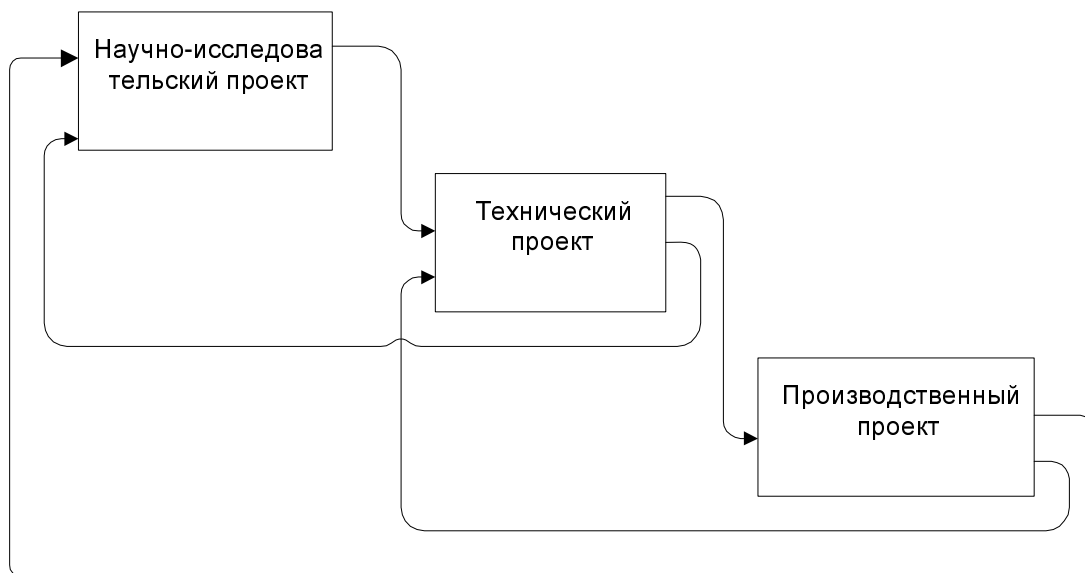 Научно-исследова
тельский проект
Технический
проект
Производственный
проект